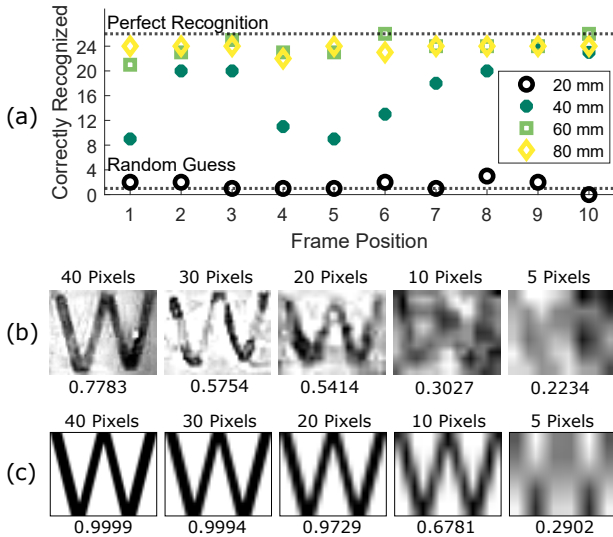 (a)
Correctly Recognized
Perfect Recognition
24
20
16
12
8
4
0
Random Guess
20 mm
40 mm
60 mm
80 mm
1 2 3 4 5 6 7 8 9 10
Frame Position
(b)
40 Pixels 30 Pixels 20 Pixels 10 Pixels 5 Pixels
W W W
0.7783 0.5754 0.5414 0.3027 0.2234
(c)
40 Pixels 30 Pixels 20 Pixels 10 Pixels 5 Pixels
W W W W
0.9999 0.9994 0.9729 0.6781 0.2902